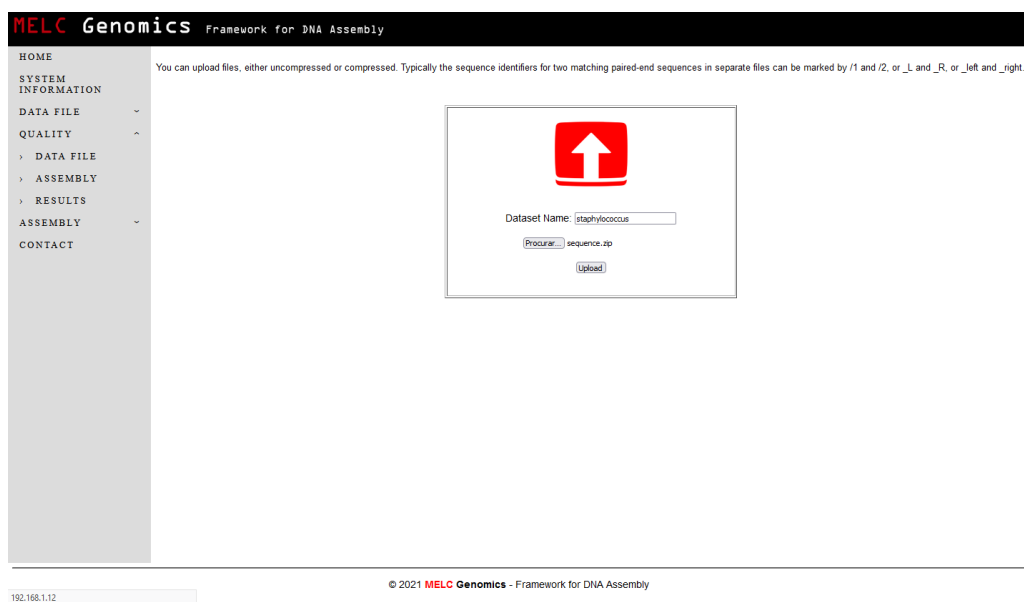 MELC Genomics Framework for DNA Assembly
HOME
SYSTEM
INFORMATION
DATA FILE
QUALITY
› DATA FILE
› ASSEMBLY
› RESULTS
ASSEMBLY
CONTACT
You can upload files, either uncompressed or compressed. Typically the sequence identifiers for two matching paired-end sequences in separate files can be marked by /1 and /2, or _L and _R, or _left and _right.
Dataset Name: staphylococcus
Procurar... sequence.zip
Upload
© 2021 MELC Genomics - Framework for DNA Assembly
192.168.1.12